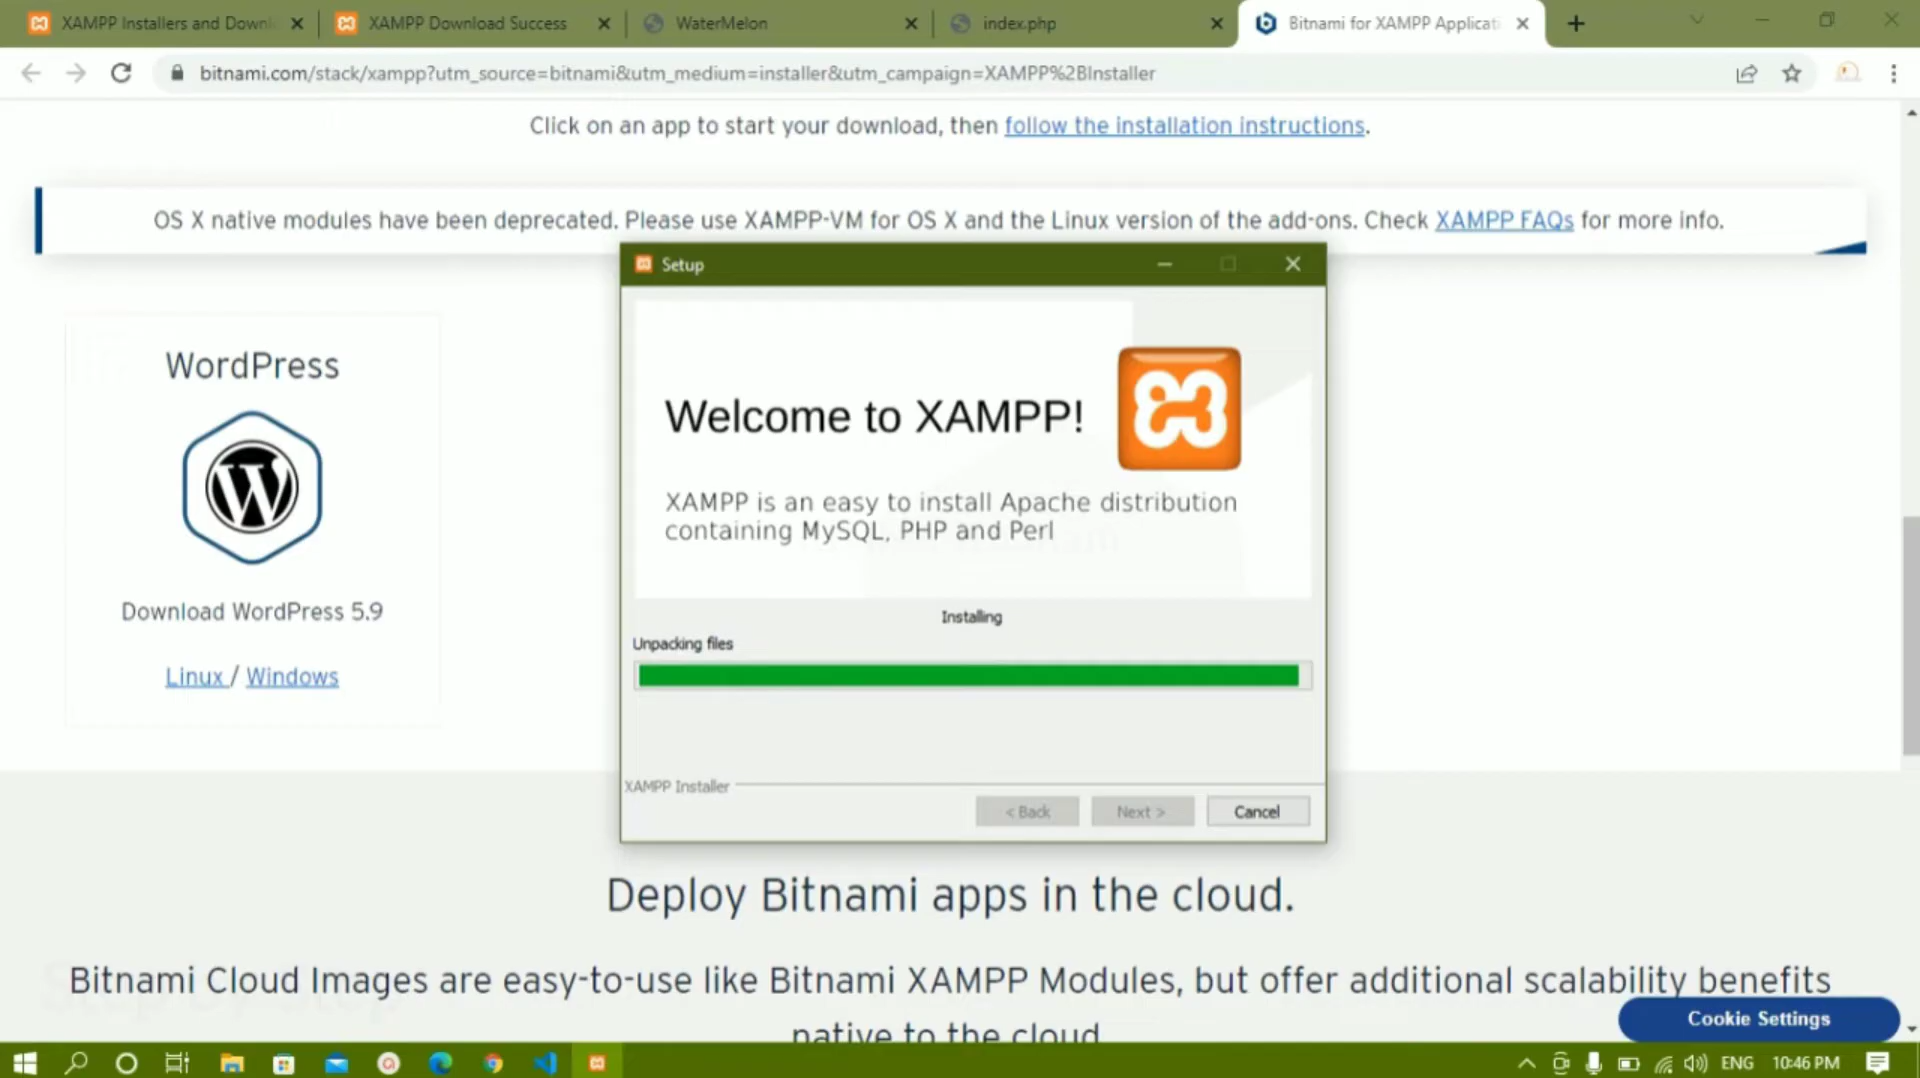 XAMPP Installers and Downl
XAMPP Download Success
WaterMelon
index.php
Bitnami for XAMPP Applicati
bitnami.com/stack/xampp?utm_source=bitnami&utm_medium=installer&utm_campaign=XAMPP%2BInstaller
Click on an app to start your download, then follow the installation instructions.
OS X native modules have been deprecated. Please use XAMPP-VM for OS X and the Linux version of the add-ons. Check XAMPP FAQs for more info.
Setup
WordPress
Welcome to XAMPP!
XAMPP is an easy to install Apache distribution
containing MySQL, PHP and Perl
Download WordPress 5.9
Linux / Windows
Installing
Unpacking files
XAMPP Installer
< Back
Next >
Cancel
Deploy Bitnami apps in the cloud.
Bitnami Cloud Images are easy-to-use like Bitnami XAMPP Modules, but offer additional scalability benefits
native to the cloud
Cookie Settings
ENG
10:46 PM